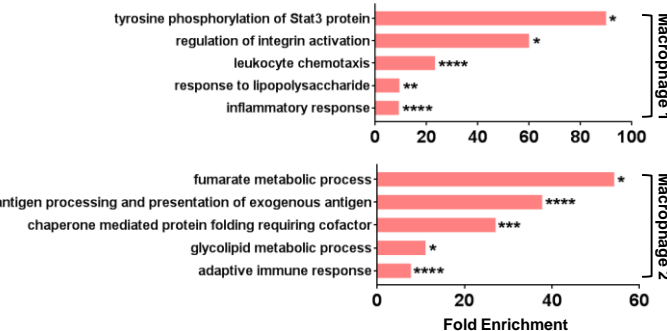 tyrosine phosphorylation of Stat3 protein *
regulation of integrin activation *
leukocyte chemotaxis ****
response to lipopolysaccharide **
inflammatory response ****
0 20 40 60 80 100
Macrophage 1
fumarate metabolic process *
antigen processing and presentation of exogenous antigen ****
chaperone mediated protein folding requiring cofactor ***
glycolipid metabolic process *
adaptive immune response ****
0 20 40 60
Macrophage 2
Fold Enrichment